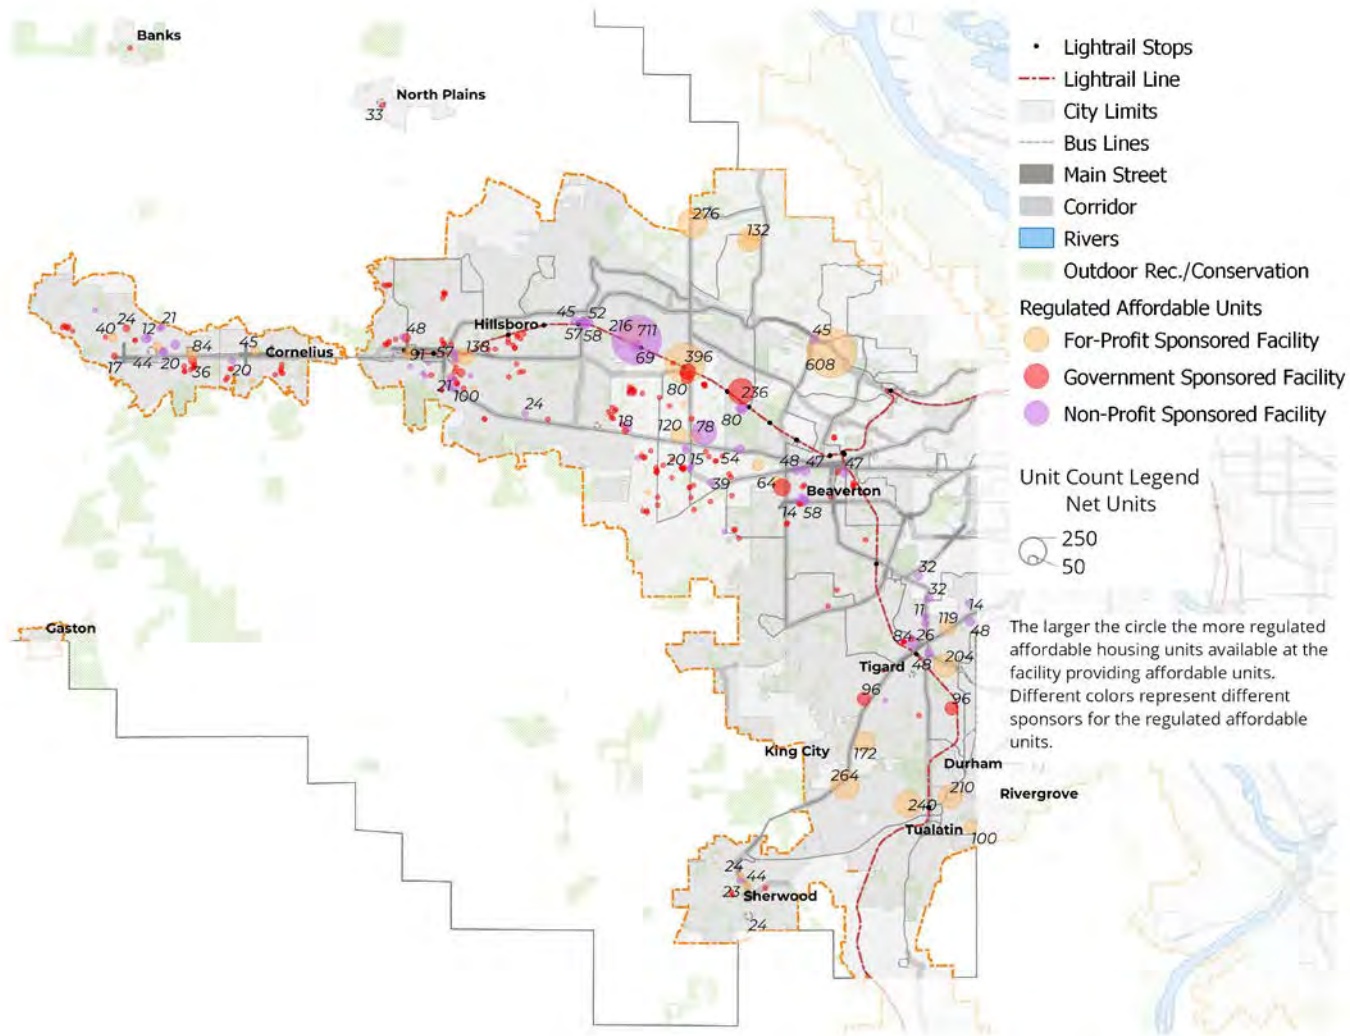 Banks
North Plains
33
276
132
Lightrail Stops
Lightrail Line
City Limits
Bus Lines
Main Street
Corridor
Rivers
Outdoor Rec./Conservation
Regulated Affordable Units
For-Profit Sponsored Facility
Government Sponsored Facility
Non-Profit Sponsored Facility
Unit Count Legend
Net Units
250
50
The larger the circle the more regulated
affordable housing units available at the
facility providing affordable units.
Different colors represent different
sponsors for the regulated affordable
units.
40
24
12
21
17
44
20
84
36
45
20
Cornelius
48
91
57
138
21
100
Hillsboro
45
52
57
58
216
711
69
396
80
236
80
45
608
24
18
120
78
20
15
54
39
48
47
47
64
Beaverton
14
58
32
32
11
119
14
48
84
26
204
Tigard
48
96
96
King City
172
264
Durham
210
Rivergrove
240
Tualatin
100
24
44
23
Sherwood
24
Gaston